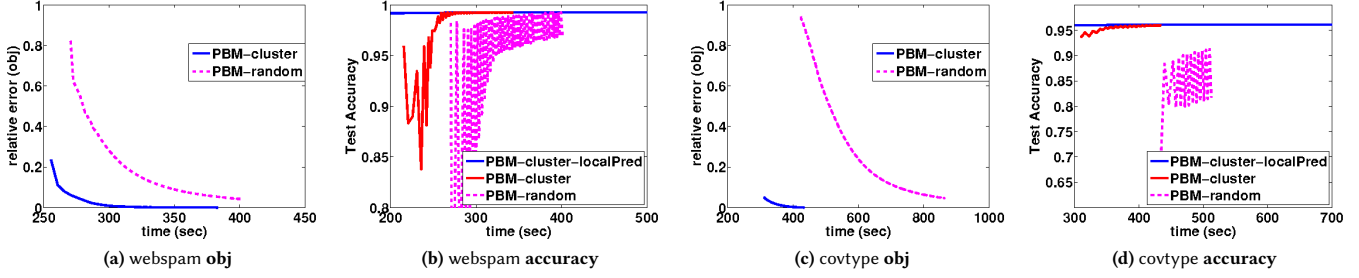 relative error (obj)
1
0.8
0.6
0.4
0.2
0
250 300 350 400 450
time (sec)
PBM−cluster
PBM−random
(a) webspam obj
Test Accuracy
1
0.95
0.9
0.85
0.8
200 300 400 500
time (sec)
PBM−cluster−localPred
PBM−cluster
PBM−random
(b) webspam accuracy
relative error (obj)
1
0.8
0.6
0.4
0.2
0
200 400 600 800 1000
time (sec)
PBM−cluster
PBM−random
(c) covtype obj
Test Accuracy
0.95
0.9
0.85
0.8
0.75
0.7
0.65
300 400 500 600 700
time (sec)
PBM−cluster−localPred
PBM−cluster
PBM−random
(d) covtype accuracy